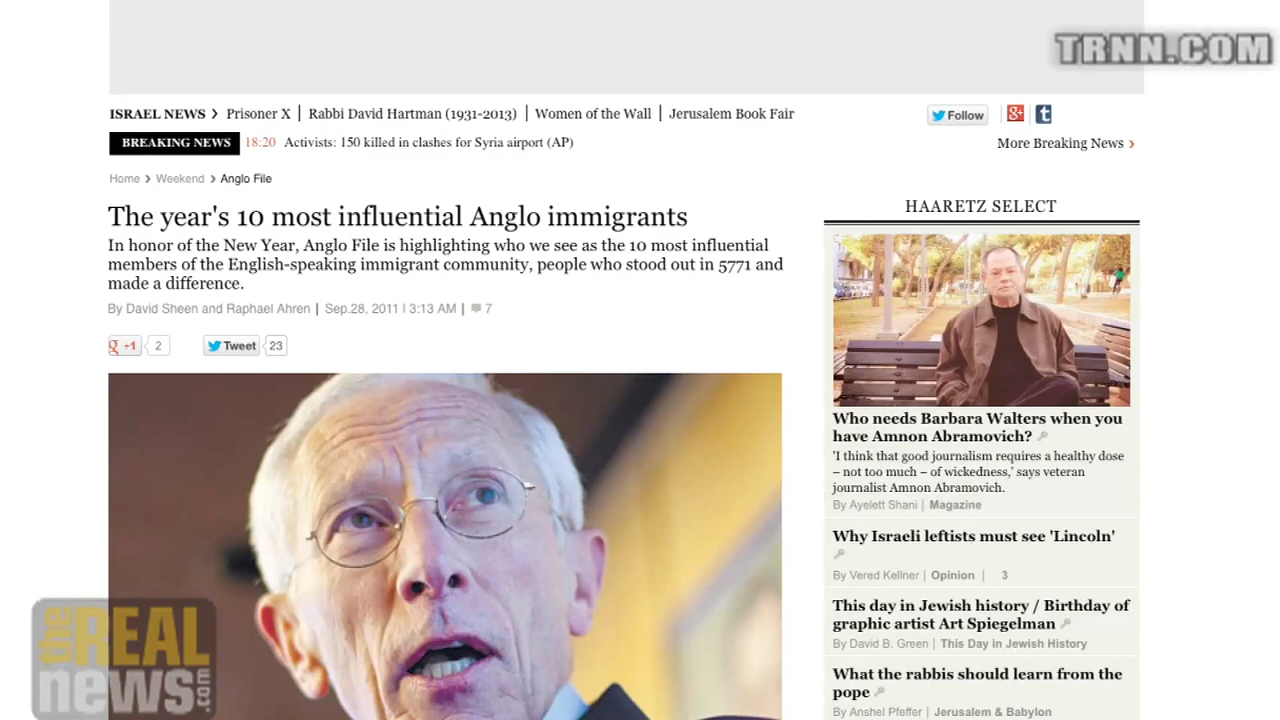 TRNN.COM
ISRAEL NEWS Prisoner X | Rabbi David Hartman (1931-2013) | Women of the Wall | Jerusalem Book Fair
Follow
g+ t
BREAKING NEWS 18:20 Activists: 150 killed in clashes for Syria airport (AP)
More Breaking News
Home > Weekend > Anglo File
The year's 10 most influential Anglo immigrants
In honor of the New Year, Anglo File is highlighting who we see as the 10 most influential
members of the English-speaking immigrant community, people who stood out in 5771 and
made a difference.
By David Sheen and Raphael Ahren | Sep.28, 2011 | 3:13 AM | 7
g +1 2 Tweet 23
HAARETZ SELECT
Who needs Barbara Walters when you
have Amnon Abramovich?
'I think that good journalism requires a healthy dose
– not too much – of wickedness,' says veteran
journalist Amnon Abramovich.
By Ayelett Shani | Magazine
Why Israeli leftists must see 'Lincoln'
By Vered Kellner | Opinion | 3
This day in Jewish history / Birthday of
graphic artist Art Spiegelman
By David B. Green | This Day in Jewish History
What the rabbis should learn from the
pope
By Anshel Pfeffer | Jerusalem & Babylon
the REAL
news.com